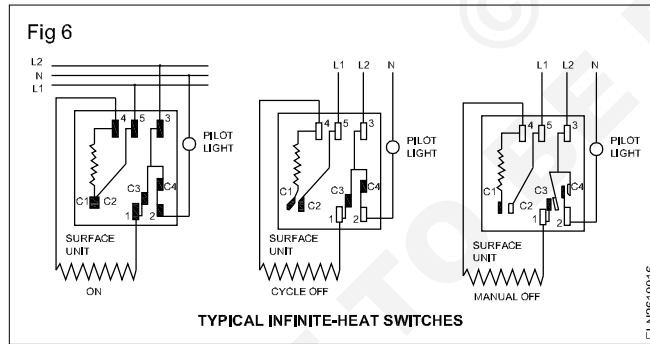 Fig 6
L2
N
L1
4 5 3
C1 C2
C3 C4
1 2
PILOT
LIGHT
SURFACE
UNIT
ON
L1 L2 N
4 5 3
C1 C2
C3 C4
1 2
PILOT
LIGHT
SURFACE
UNIT
CYCLE OFF
L1 L2 N
4 5 3
C1 C2
C3 C4
1 2
PILOT
LIGHT
SURFACE
UNIT
MANUAL OFF
TYPICAL INFINITE-HEAT SWITCHES
© TO BE